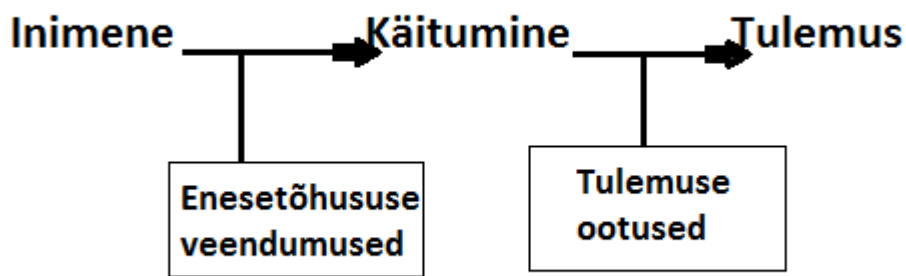 Inimene Käitumine Tulemus
Enesetõhususe
veendumused
Tulemuse
ootused